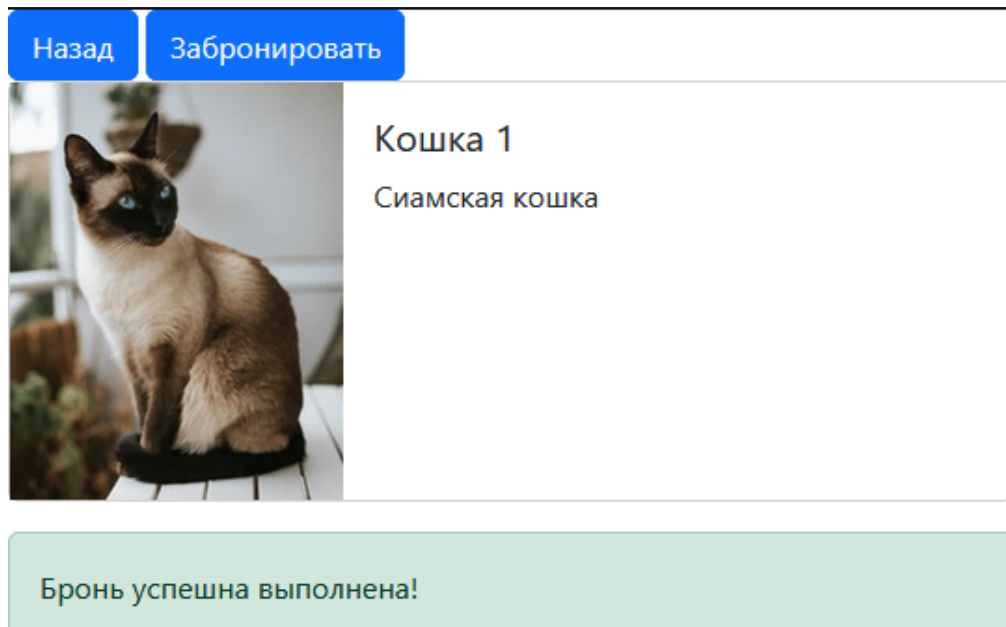 Назад Забронировать
Кошка 1
Сиамская кошка
Бронь успешна выполнена!